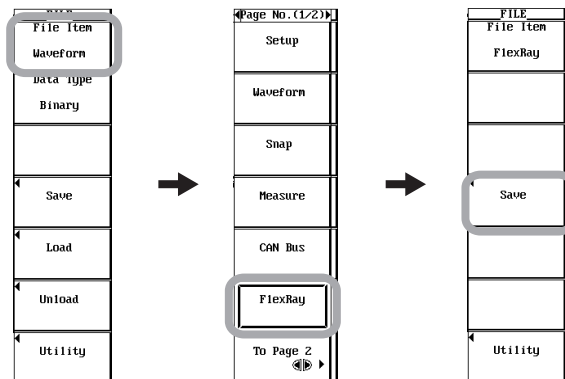 FILE
File Item
Waveform
Data Type
Binary
Save
Load
Unload
Utility
Page No.(1/2)
Setup
Waveform
Snap
Measure
CAN Bus
FlexRay
To Page 2
FILE
File Item
FlexRay
Save
Utility